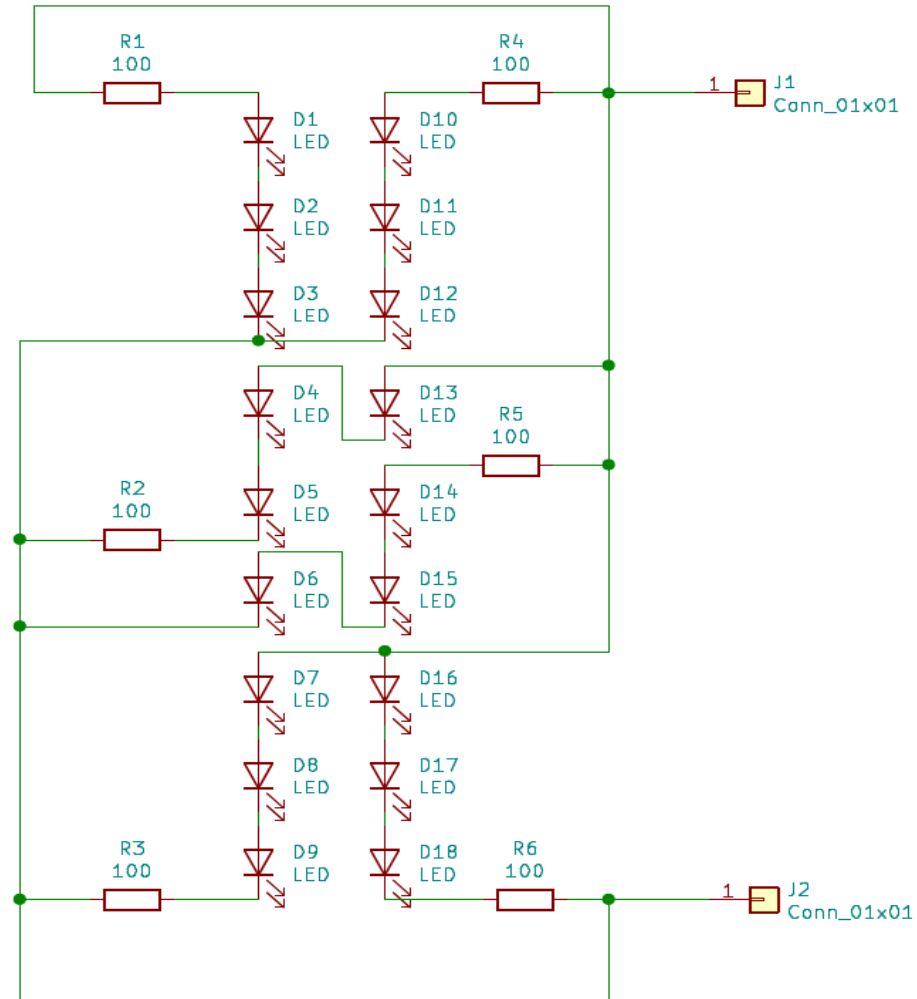 R1
100
R4
100
1
J1
Conn_01x01
D1
LED
D10
LED
D2
LED
D11
LED
D3
LED
D12
LED
D4
LED
D13
LED
R5
100
R2
100
D5
LED
D14
LED
D6
LED
D15
LED
D7
LED
D16
LED
D8
LED
D17
LED
R3
100
D9
LED
D18
LED
R6
100
1
J2
Conn_01x01